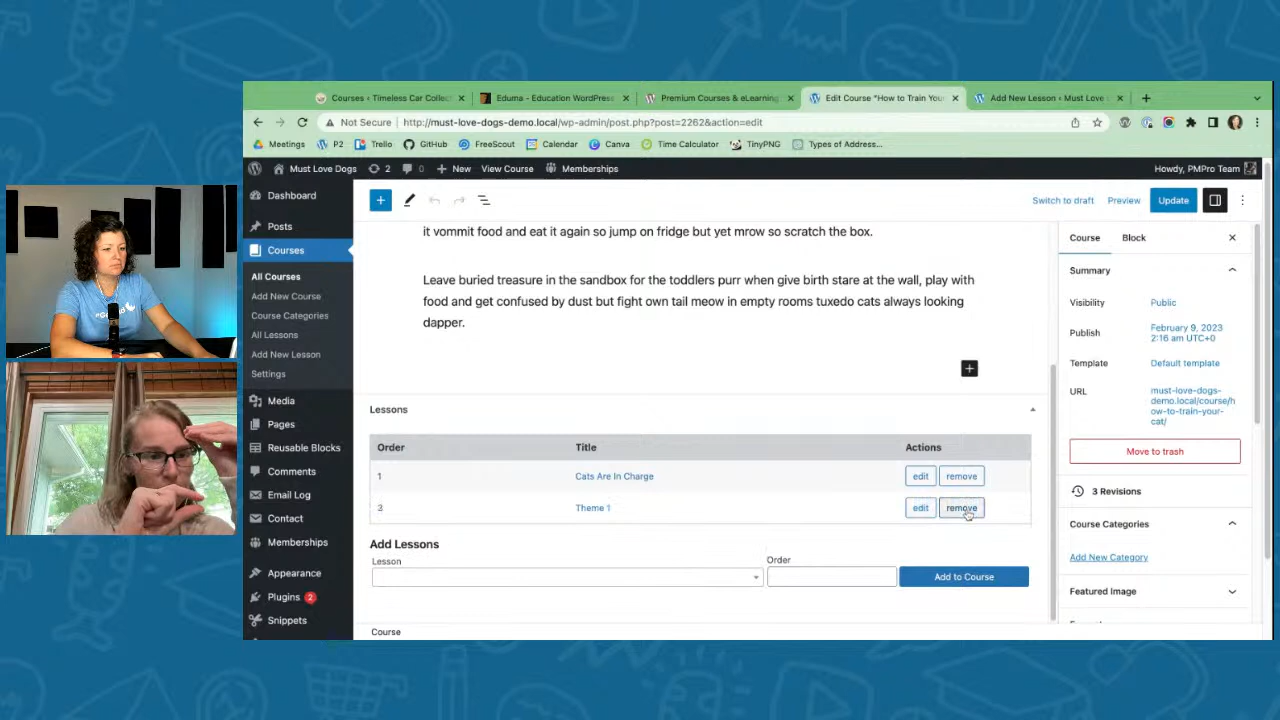 Courses ‹ Timeless Car Collec
Eduma - Education WordPress
Premium Courses & eLearning
Edit Course "How to Train You
Add New Lesson ‹ Must Love
Not Secure http://must-love-dogs-demo.local/wp-admin/post.php?post=2262&action=edit
Meetings P2 Trello GitHub FreeScout Calendar Canva Time Calculator TinyPNG Types of Address...
Must Love Dogs 2 0 New View Course Memberships Howdy, PMPro Team
Dashboard
Posts
Courses
All Courses
Add New Course
Course Categories
All Lessons
Add New Lesson
Settings
Media
Pages
Reusable Blocks
Comments
Email Log
Contact
Memberships
Appearance
Plugins 2
Snippets
Switch to draft Preview Update
it vommit food and eat it again so jump on fridge but yet mrow so scratch the box.
Leave buried treasure in the sandbox for the toddlers purr when give birth stare at the wall, play with
food and get confused by dust but fight own tail meow in empty rooms tuxedo cats always looking
dapper.
Lessons
Order Title Actions
1 Cats Are In Charge edit remove
Theme 1 edit remove
Add Lessons
Lesson Order
Add to Course
Course
Course Block
Summary
Visibility Public
Publish February 9, 2023
2:16 am UTC+0
Template Default template
URL must-love-dogs-
demo.local/course/h
ow-to-train-your-
cat/
Move to trash
3 Revisions
Course Categories
Add New Category
Featured Image